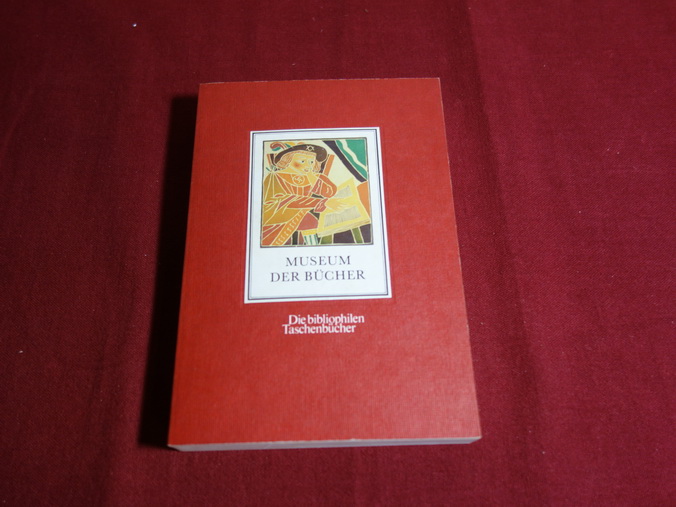 MUSEUM
DER BÜCHER
Die bibliophilen
Taschenbücher